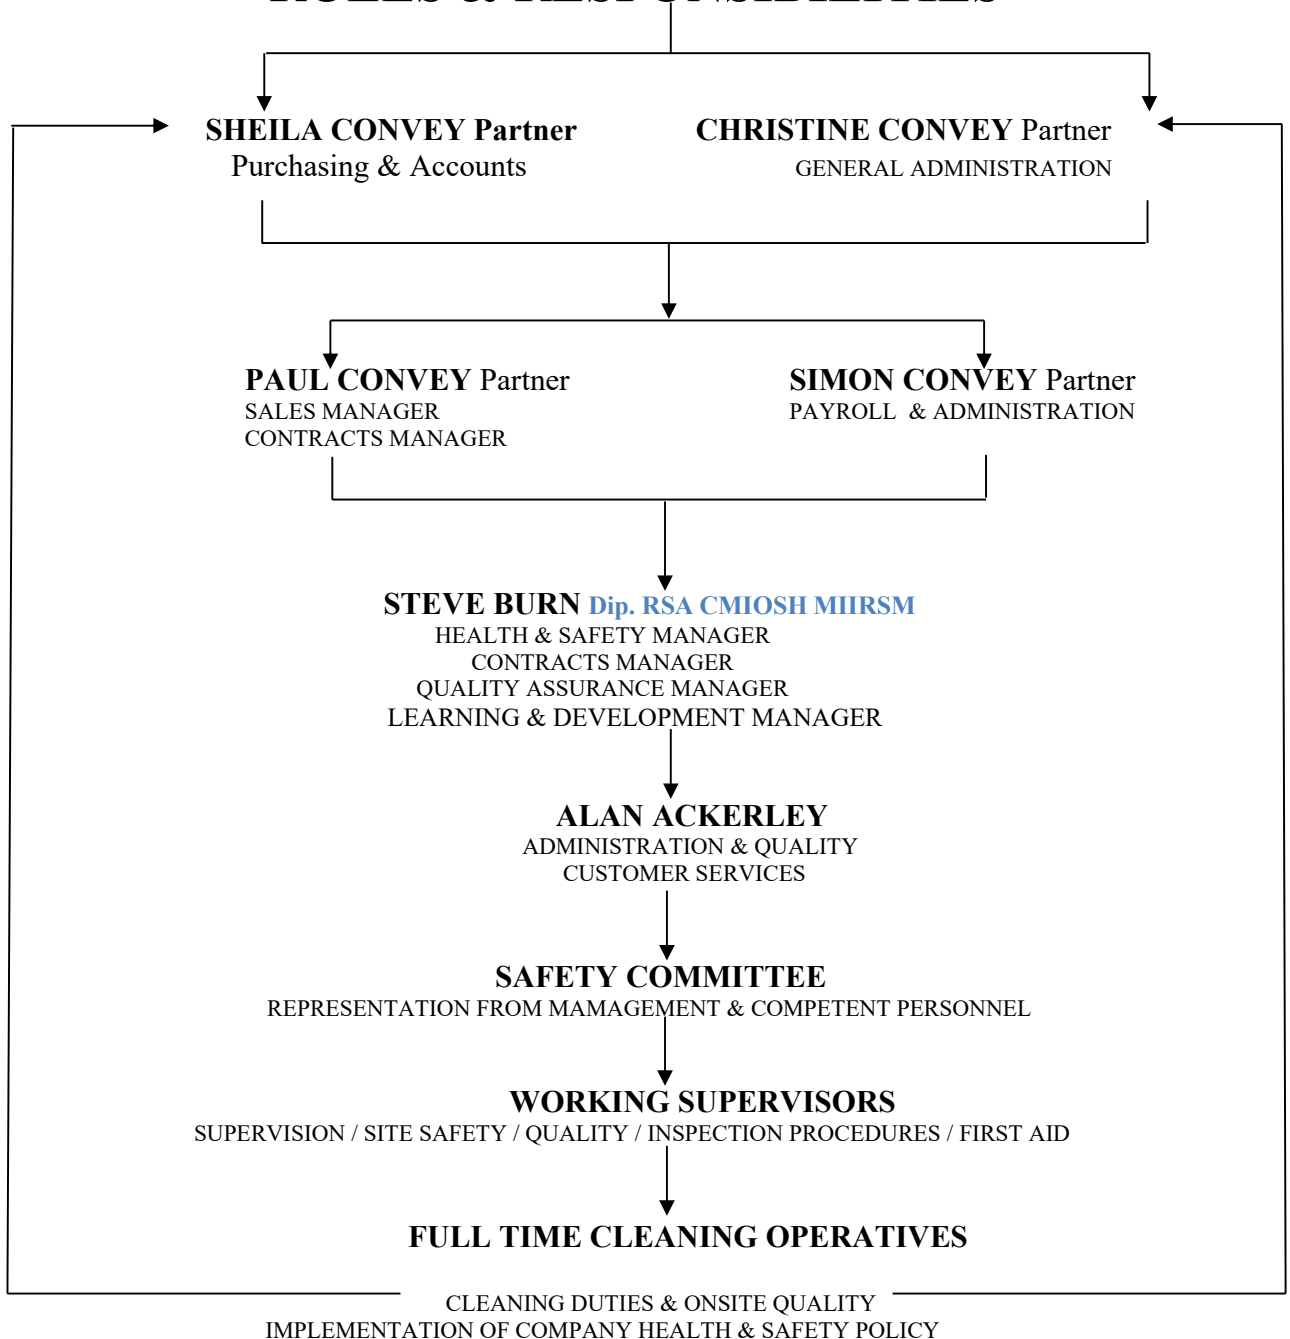 ROLES & RESPONSIBILITIES
SHEILA CONVEY Partner
Purchasing & Accounts
CHRISTINE CONVEY Partner
GENERAL ADMINISTRATION
PAUL CONVEY Partner
SALES MANAGER
CONTRACTS MANAGER
SIMON CONVEY Partner
PAYROLL & ADMINISTRATION
STEVE BURN Dip. RSA CMIOSH MIIRSM
HEALTH & SAFETY MANAGER
CONTRACTS MANAGER
QUALITY ASSURANCE MANAGER
LEARNING & DEVELOPMENT MANAGER
ALAN ACKERLEY
ADMINISTRATION & QUALITY
CUSTOMER SERVICES
SAFETY COMMITTEE
REPRESENTATION FROM MAMAGEMENT & COMPETENT PERSONNEL
WORKING SUPERVISORS
SUPERVISION / SITE SAFETY / QUALITY / INSPECTION PROCEDURES / FIRST AID
FULL TIME CLEANING OPERATIVES
CLEANING DUTIES & ONSITE QUALITY
IMPLEMENTATION OF COMPANY HEALTH & SAFETY POLICY